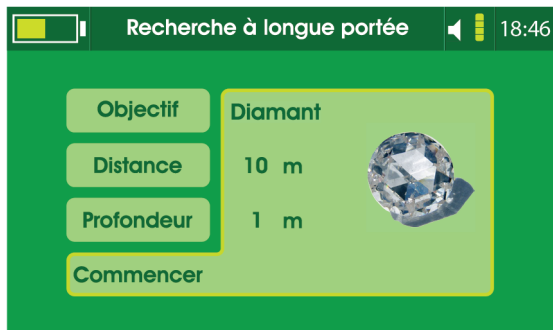 Recherche à longue portée 18:46
Objectif Diamant
Distance 10 m
Profondeur 1 m
Commencer